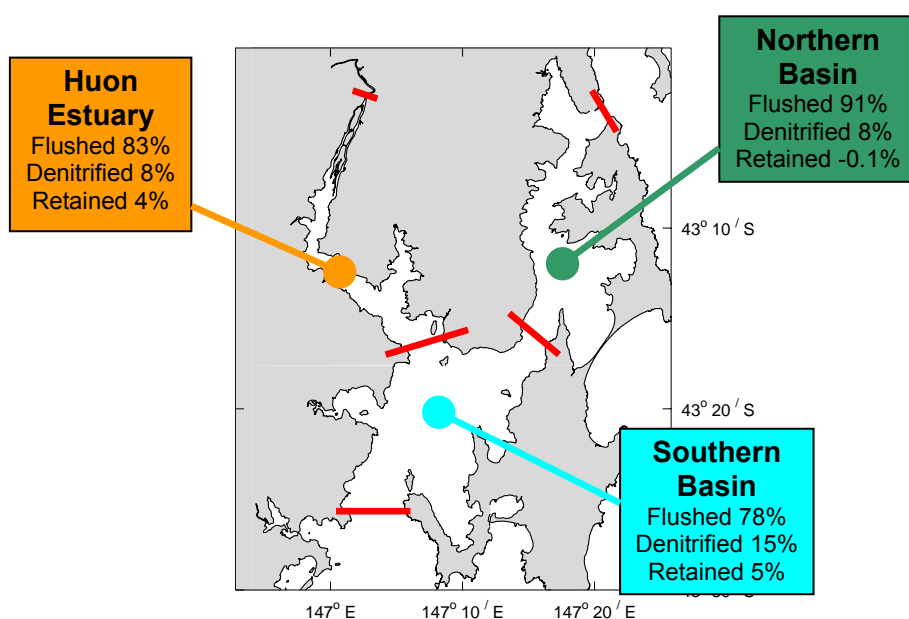 Huon
Estuary
Flushed 83%
Denitrified 8%
Retained 4%
Northern
Basin
Flushed 91%
Denitrified 8%
Retained -0.1%
43° 10' S
43° 20' S
Southern
Basin
Flushed 78%
Denitrified 15%
Retained 5%
147° E
147° 10' E
147° 20' E